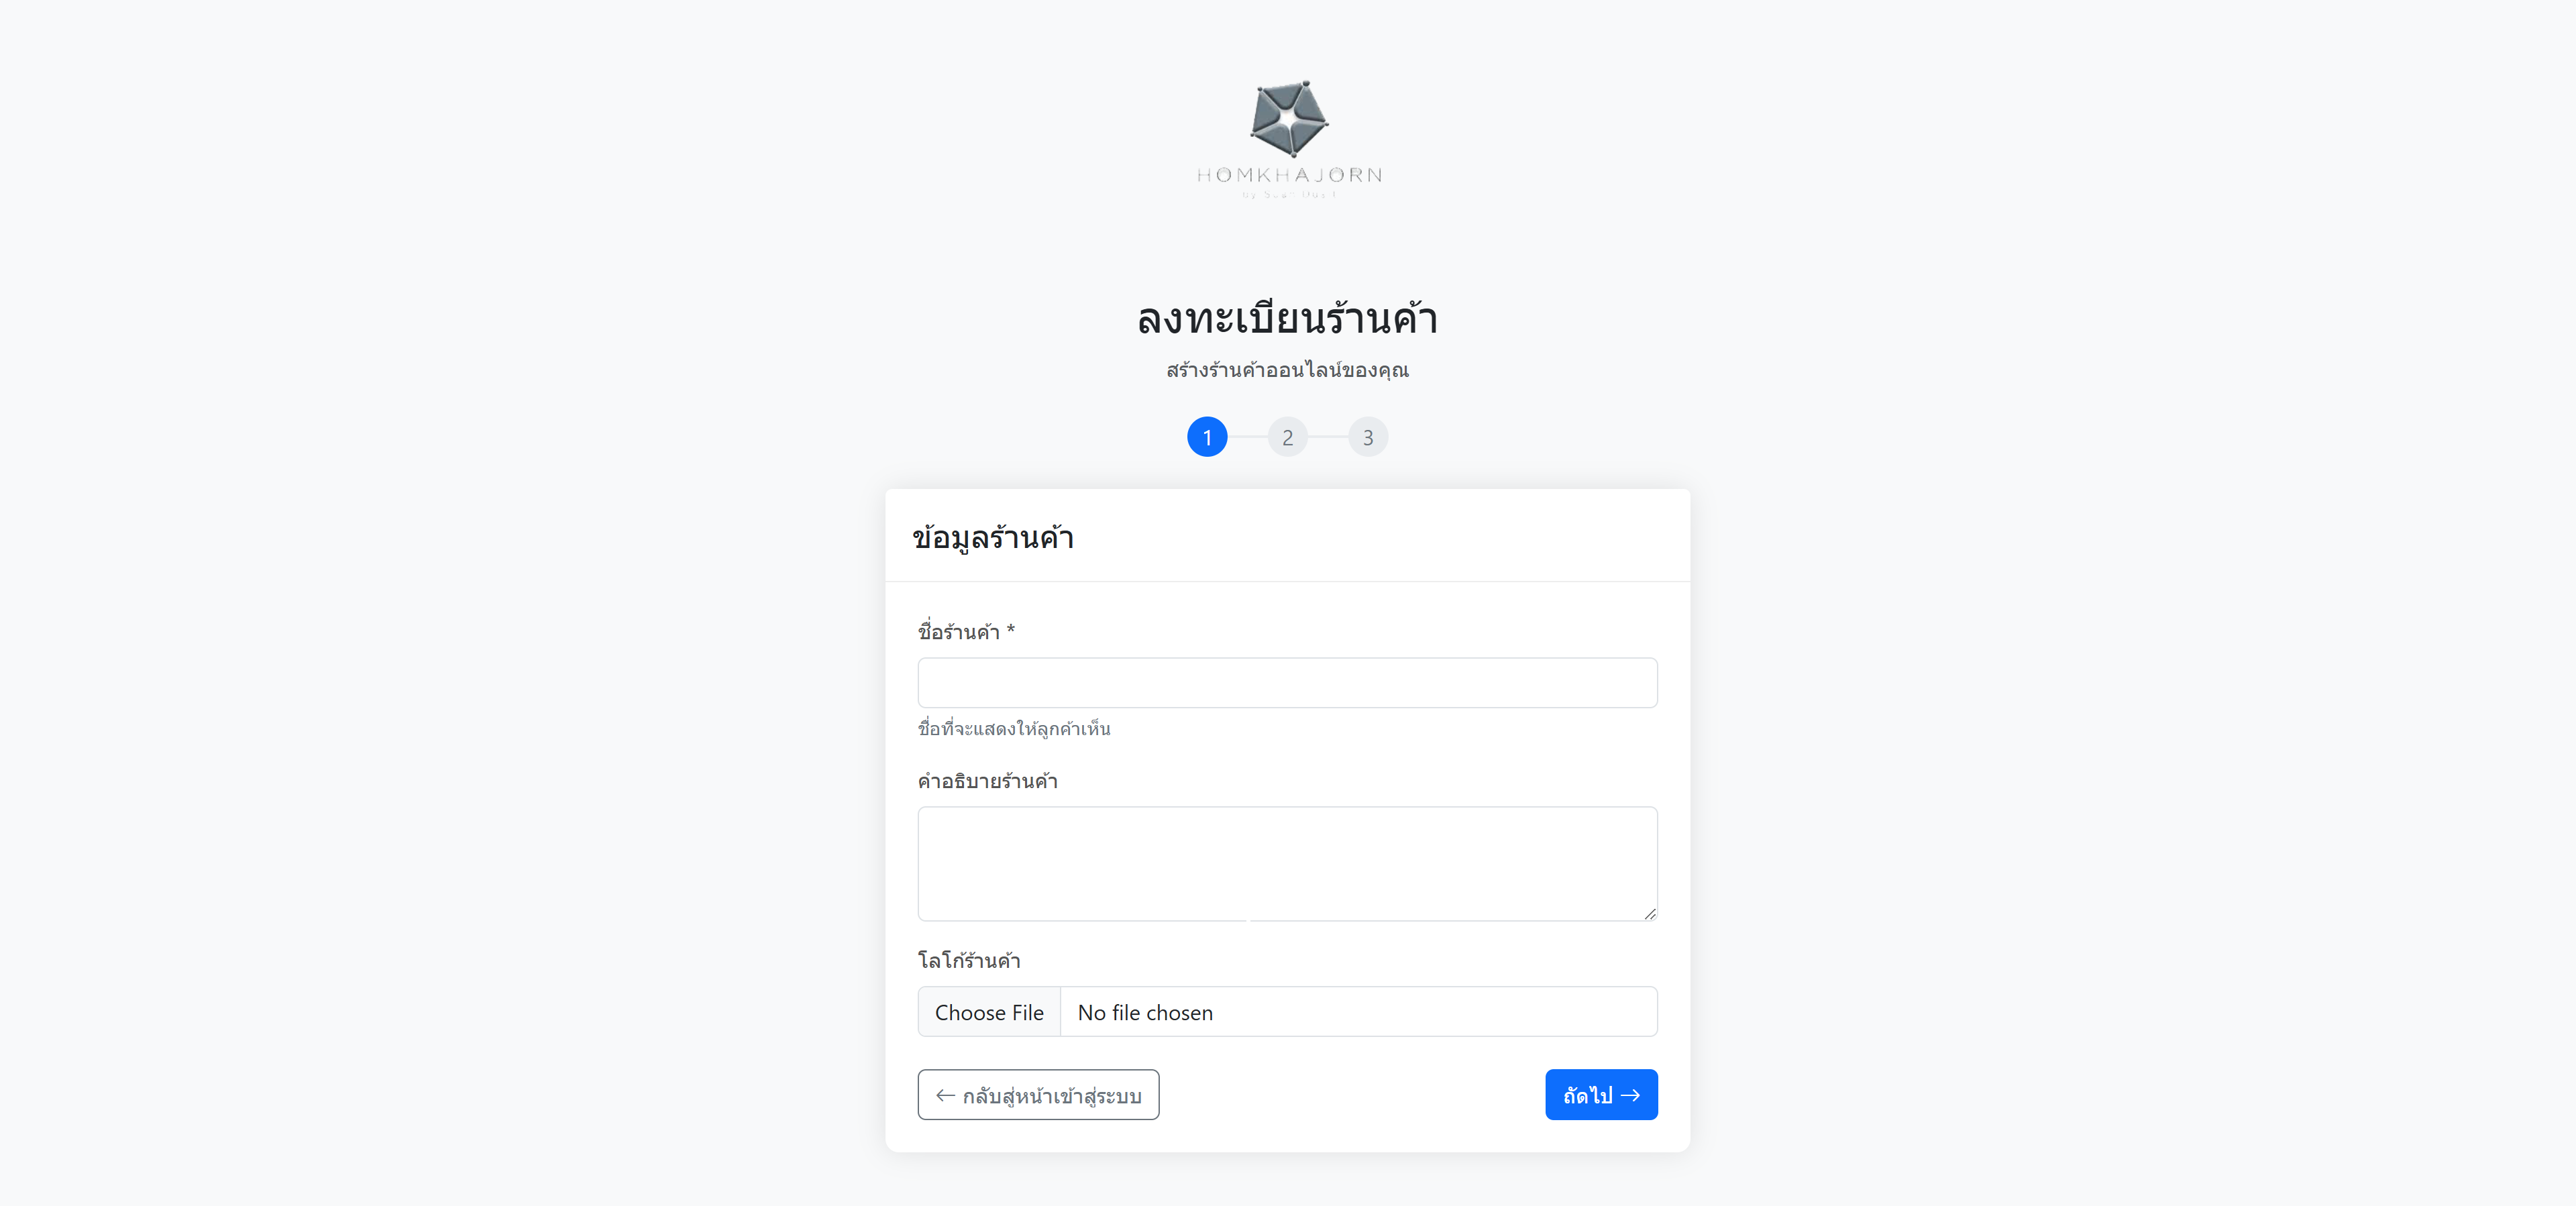 HOMKHAJORN
ลงทะเบียนร้านค้า
สร้างร้านค้าออนไลน์ของคุณ
1 2 3
ข้อมูลร้านค้า
ชื่อร้านค้า *
ชื่อที่จะแสดงให้ลูกค้าเห็น
คำอธิบายร้านค้า
โลโก้ร้านค้า
Choose File No file chosen
← กลับสู่หน้าเข้าสู่ระบบ ถัดไป →